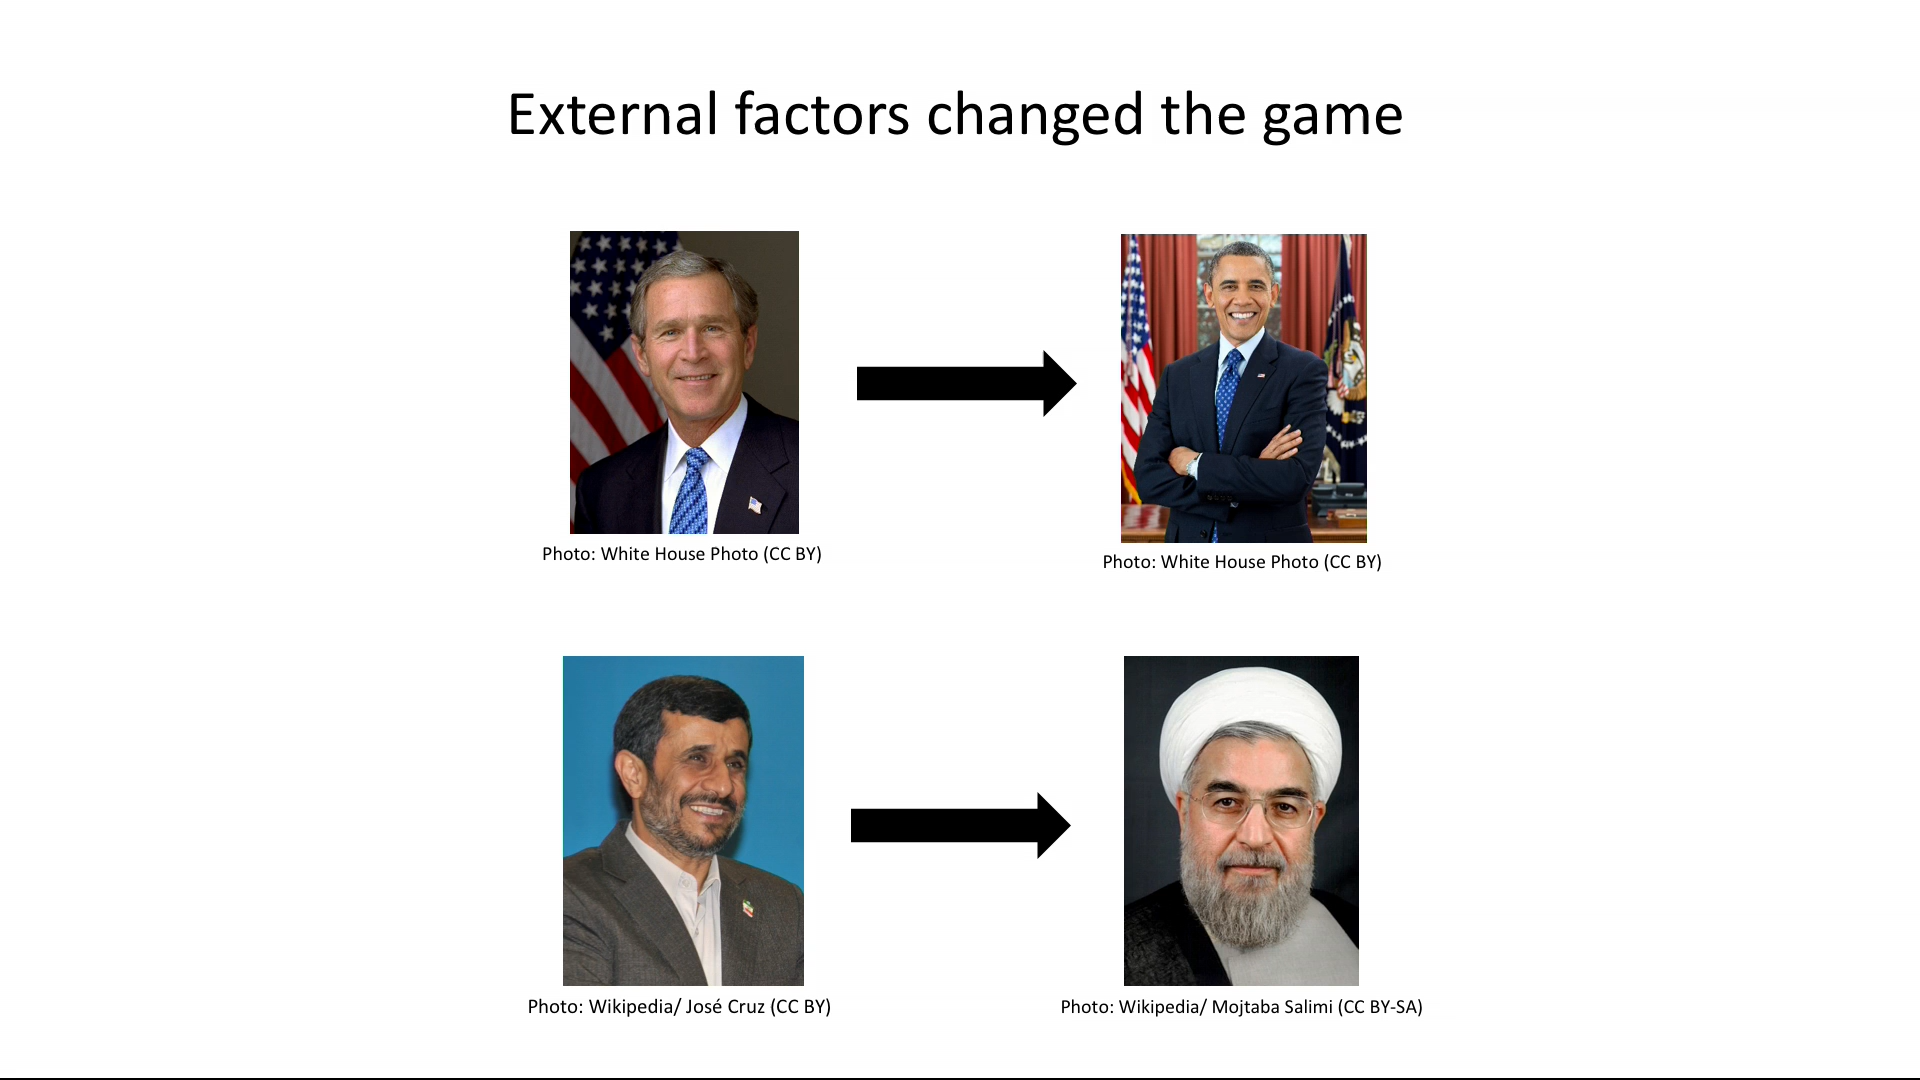 External factors changed the game
Photo: White House Photo (CC BY)
Photo: White House Photo (CC BY)
Photo: Wikipedia/ José Cruz (CC BY)
Photo: Wikipedia/ Mojtaba Salimi (CC BY-SA)